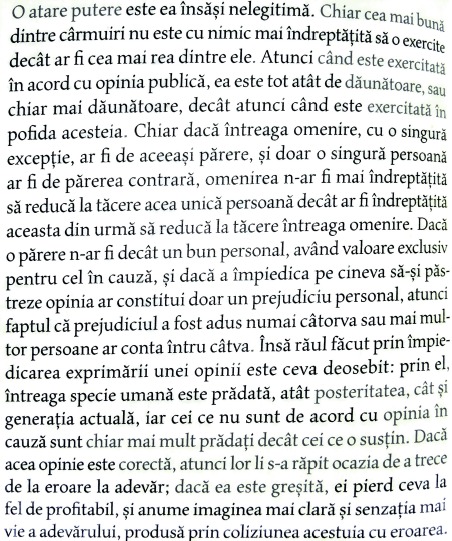 O atare putere este ea însăși nelegitimă. Chiar cea mai bună
dintre cârmuiri nu este cu nimic mai îndreptățită să o exercite
decât ar fi cea mai rea dintre ele. Atunci când este exercitată
în acord cu opinia publică, ea este tot atât de dăunătoare, sau
chiar mai dăunătoare, decât atunci când este exercitată în
pofida acesteia. Chiar dacă întreaga omenire, cu o singură
excepție, ar fi de aceeași părere, și doar o singură persoană
ar fi de părerea contrară, omenirea n-ar fi mai îndreptățită
să reducă la tăcere acea unică persoană decât ar fi îndreptățită
aceasta din urmă să reducă la tăcere întreaga omenire. Dacă
o părere n-ar fi decât un bun personal, având valoare exclusiv
pentru cel în cauză, și dacă a împiedica pe cineva să-și păs-
treze opinia ar constitui doar un prejudiciu personal, atunci
faptul că prejudiciul a fost adus numai câtorva sau mai mul-
tor persoane ar conta întru câtva. Însă răul făcut prin împie-
dicarea exprimării unei opinii este ceva deosebit: prin el,
întreaga specie umană este prădată, atât posteritatea, cât și
generația actuală, iar cei ce nu sunt de acord cu opinia în
cauză sunt chiar mai mult prădați decât cei ce o susțin. Dacă
acea opinie este corectă, atunci lor li s-a răpit ocazia de a trece
de la eroare la adevăr; dacă ea este greșită, ei pierd ceva la
fel de profitabil, și anume imaginea mai clară și senzația mai
vie a adevărului, produsă prin coliziunea acestuia cu eroarea.